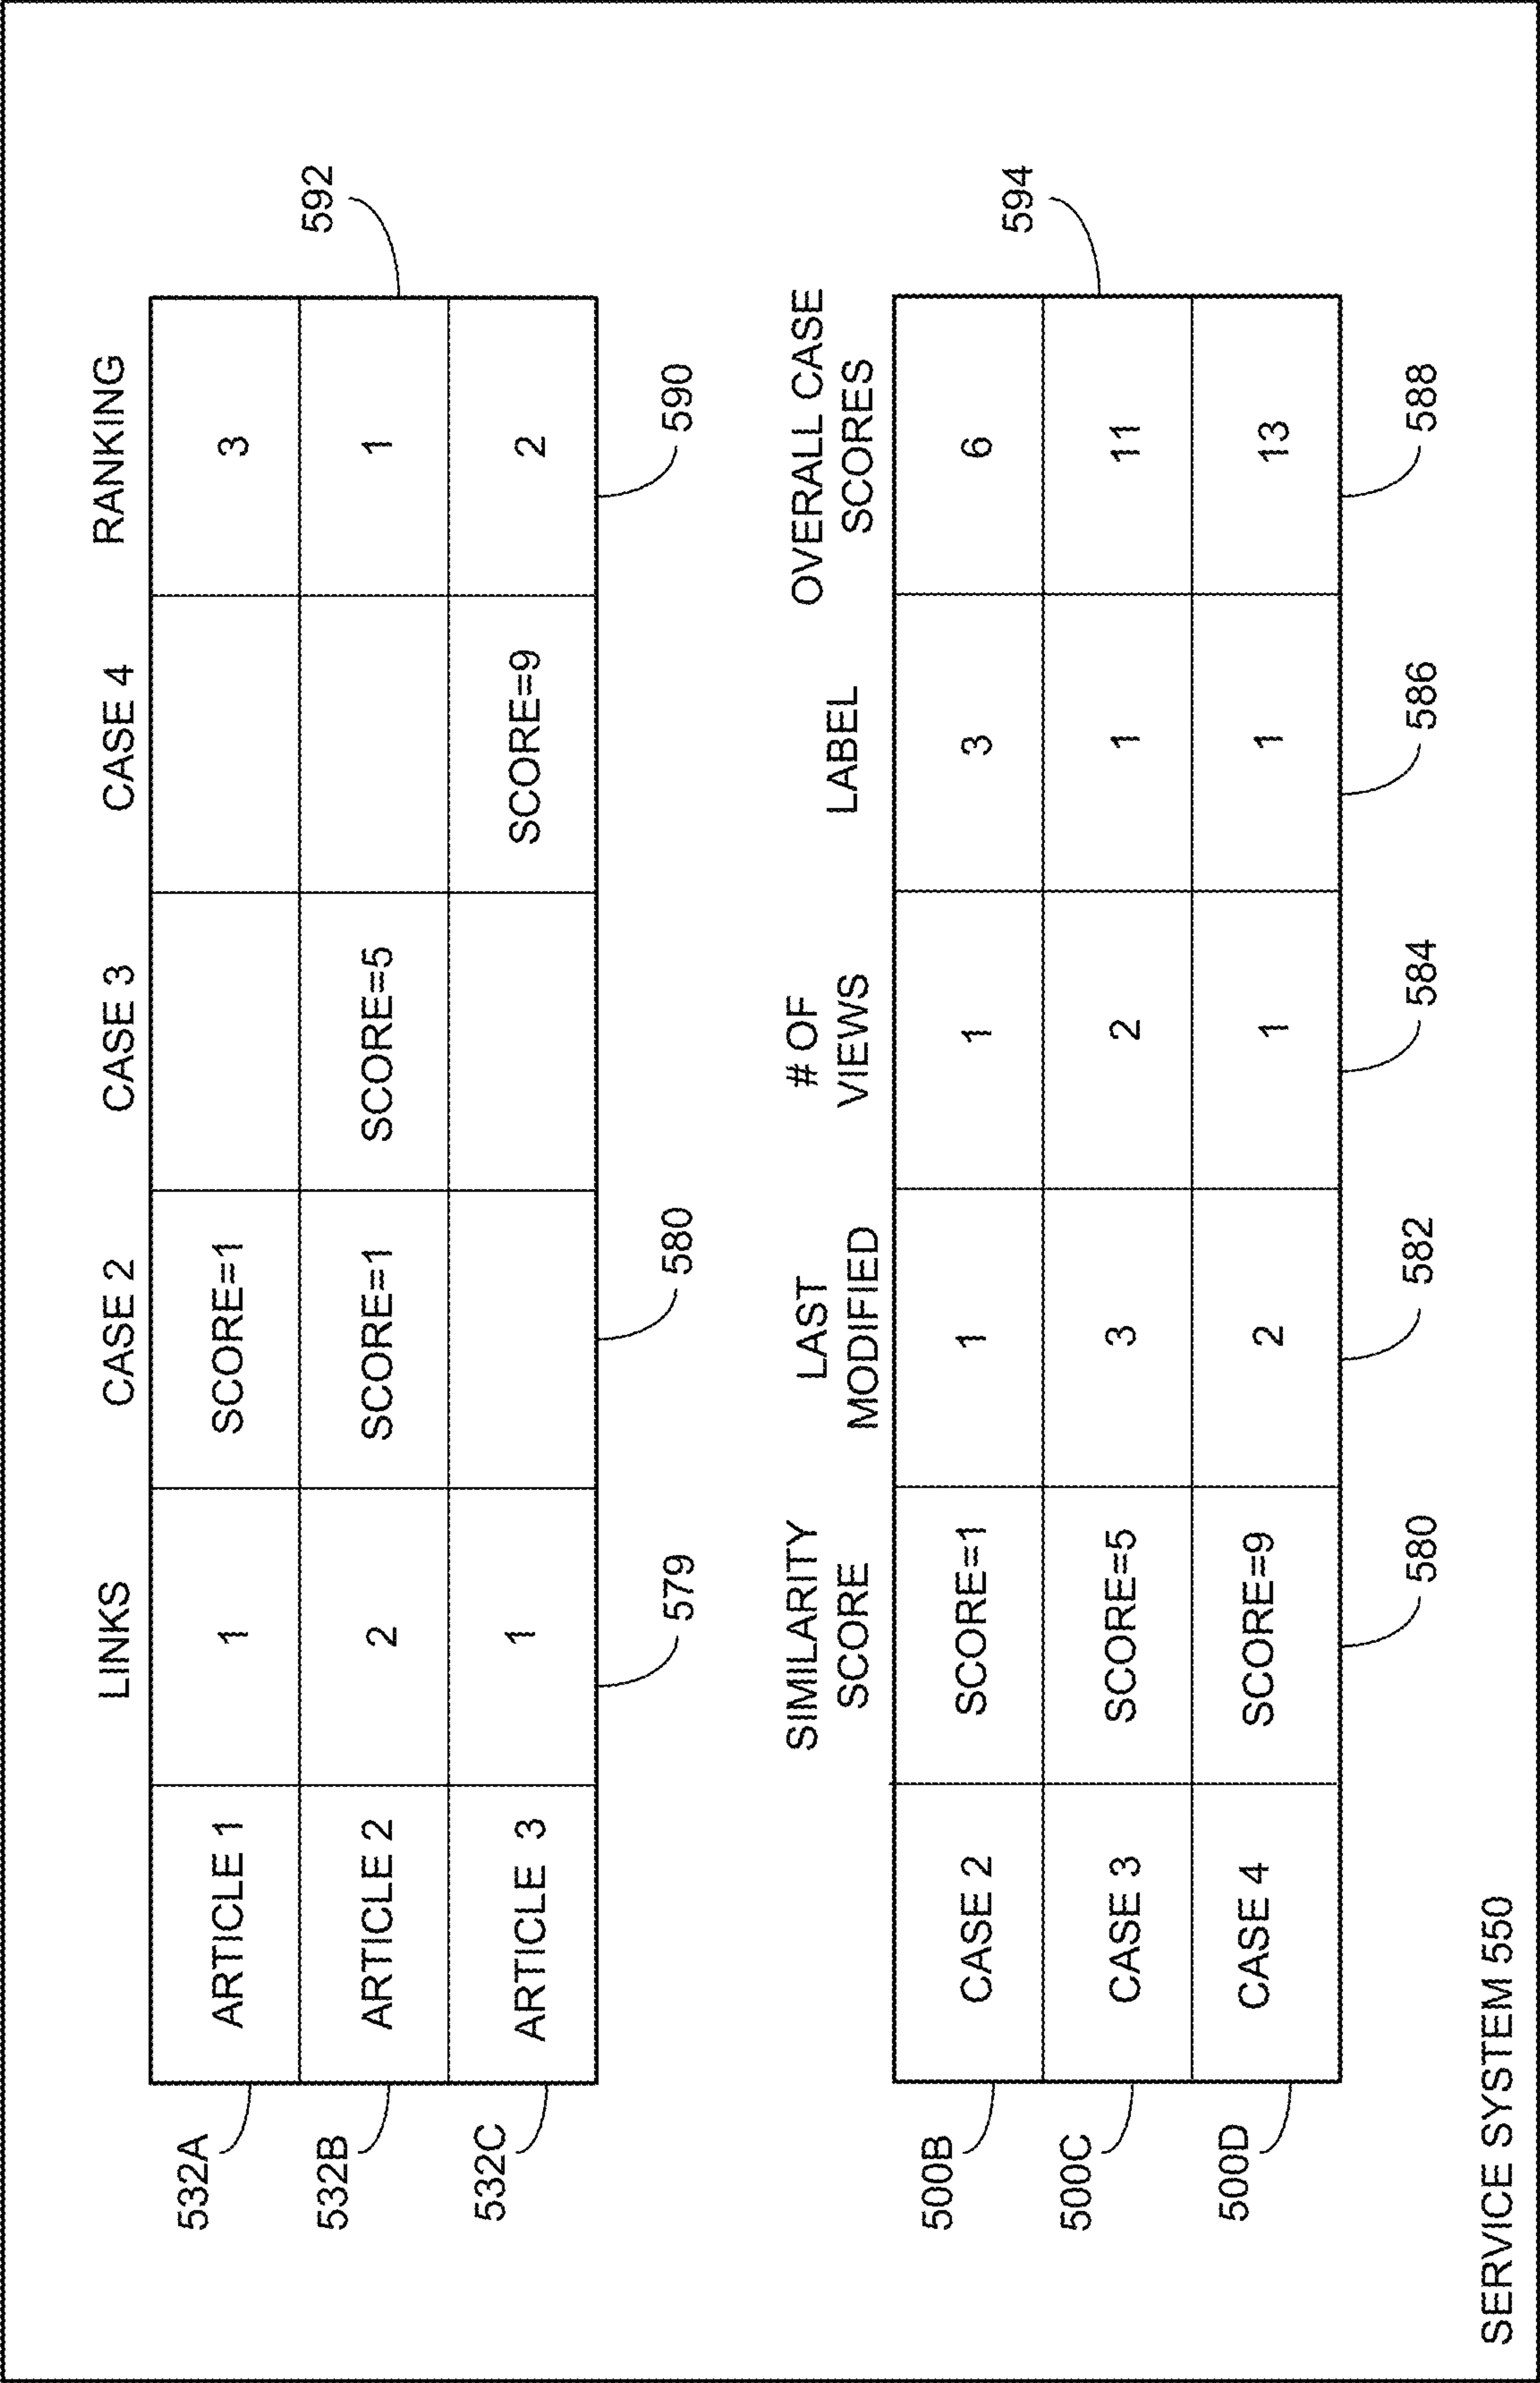 LINKS CASE 2 CASE 3 CASE 4 RANKING
592
532A ARTICLE 1 1 SCORE=1 3
532B ARTICLE 2 2 SCORE=1 SCORE=5 1
532C ARTICLE 3 1 SCORE=9 2
579 580 590
SIMILARITY LAST # OF LABEL OVERALL CASE
SCORE MODIFIED VIEWS SCORES
594
500B CASE 2 SCORE=1 1 1 3 6
500C CASE 3 SCORE=5 3 2 1 11
500D CASE 4 SCORE=9 2 1 1 13
580 582 584 586 588
SERVICE SYSTEM 550